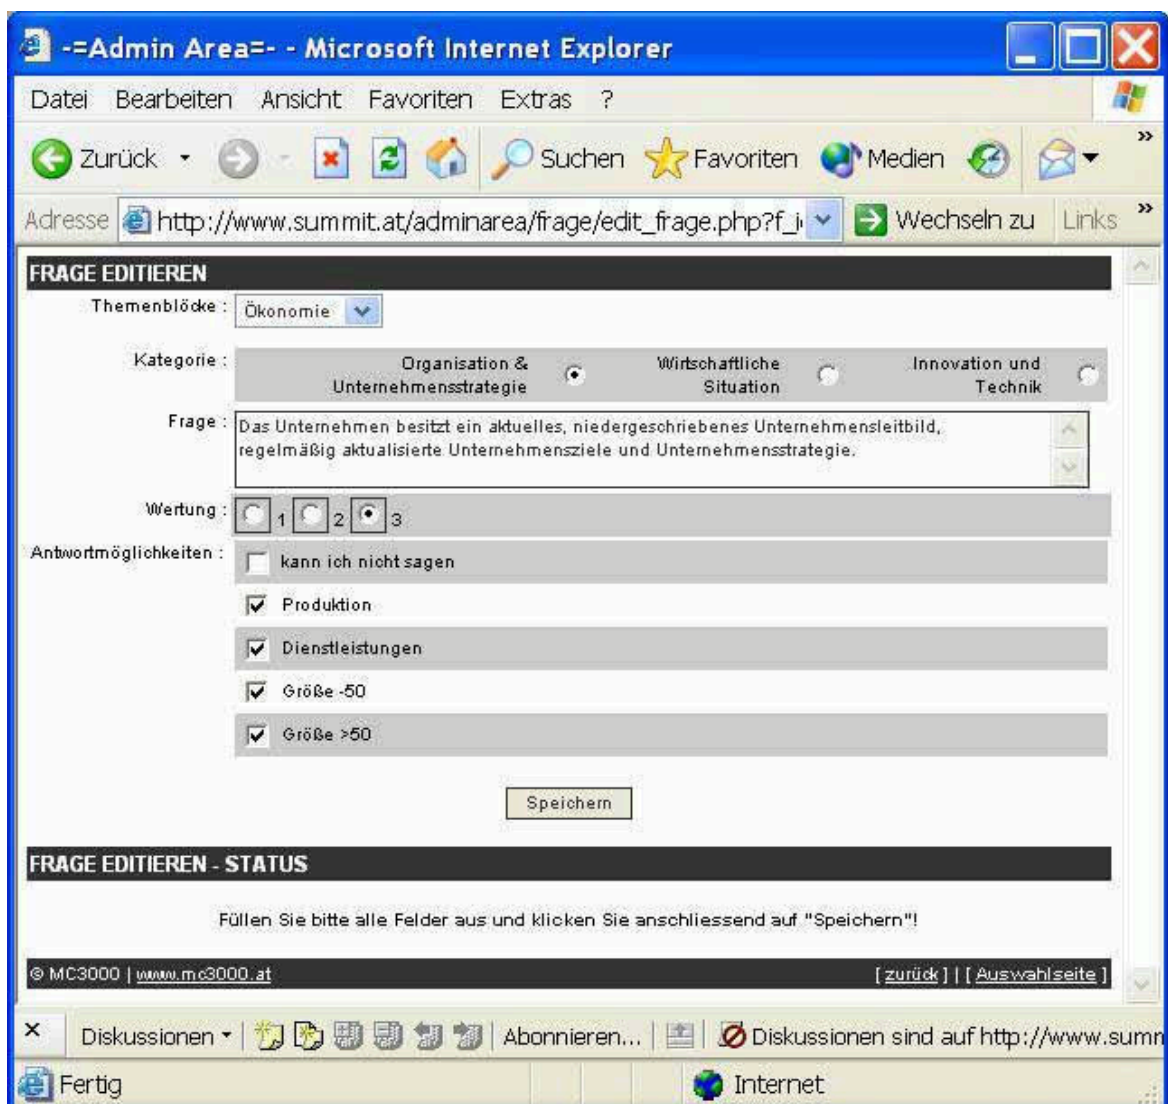 -=Admin Area=- - Microsoft Internet Explorer
Datei Bearbeiten Ansicht Favoriten Extras ?
Zurück Suchen Favoriten Medien »
Adresse http://www.summit.at/adminarea/frage/edit_frage.php?f_i Wechseln zu Links »
FRAGE EDITIEREN
Themenblöcke : Ökonomie
Kategorie : Organisation & Unternehmensstrategie Wirtschaftliche Situation Innovation und Technik
Frage : Das Unternehmen besitzt ein aktuelles, niedergeschriebenes Unternehmensleitbild,
regelmäßig aktualisierte Unternehmensziele und Unternehmensstrategie.
Wertung : 1 2 3
Antwortmöglichkeiten : kann ich nicht sagen
Produktion
Dienstleistungen
Größe -50
Größe >50
Speichern
FRAGE EDITIEREN - STATUS
Füllen Sie bitte alle Felder aus und klicken Sie anschliessend auf "Speichern"!
© MC3000 | www.mc3000.at [ zurück ] | [ Auswahlseite ]
Diskussionen Abonnieren... Diskussionen sind auf http://www.summ
Fertig Internet